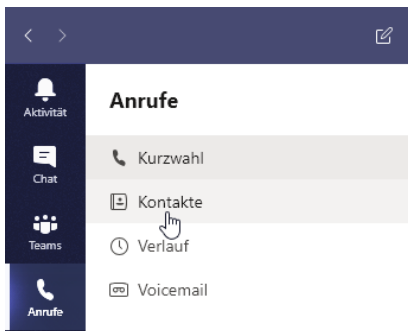 Aktivität
Chat
Teams
Anrufe
Anrufe
Kurzwahl
Kontakte
Verlauf
Voicemail